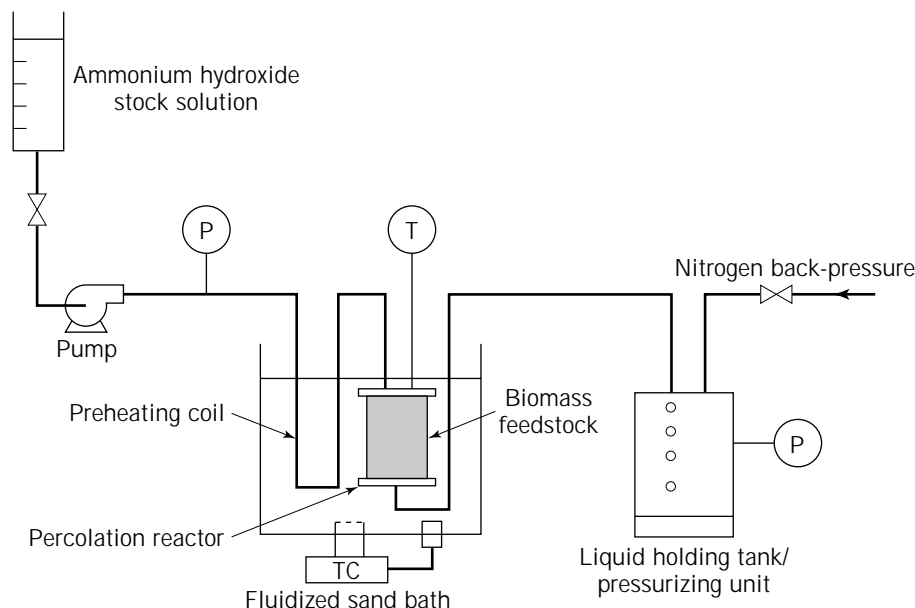 Ammonium hydroxide
stock solution
P
T
Nitrogen back-pressure
Pump
Preheating coil
Biomass
feedstock
P
Percolation reactor
TC
Liquid holding tank/
pressurizing unit
Fluidized sand bath